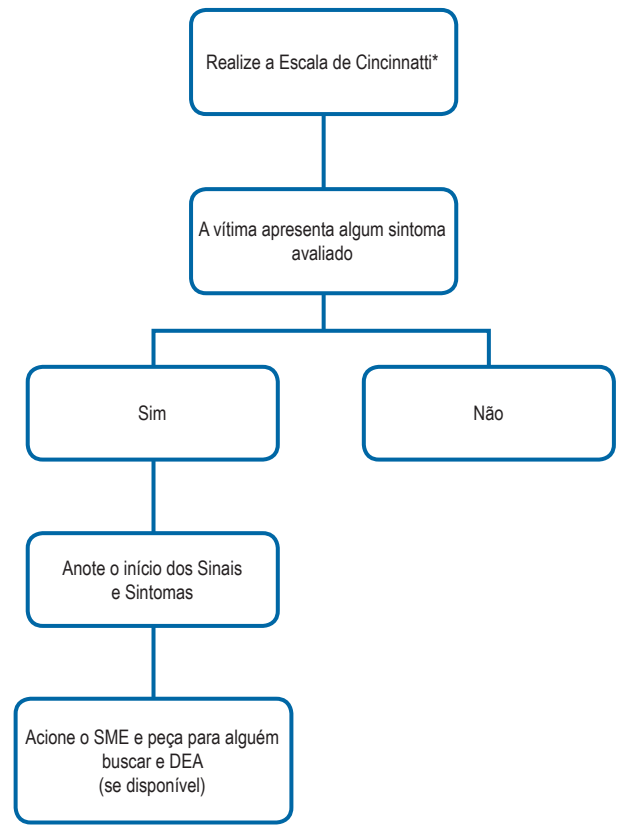 Realize a Escala de Cincinnatti*
A vítima apresenta algum sintoma
avaliado
Sim
Não
Anote o início dos Sinais
e Sintomas
Acione o SME e peça para alguém
buscar e DEA
(se disponível)